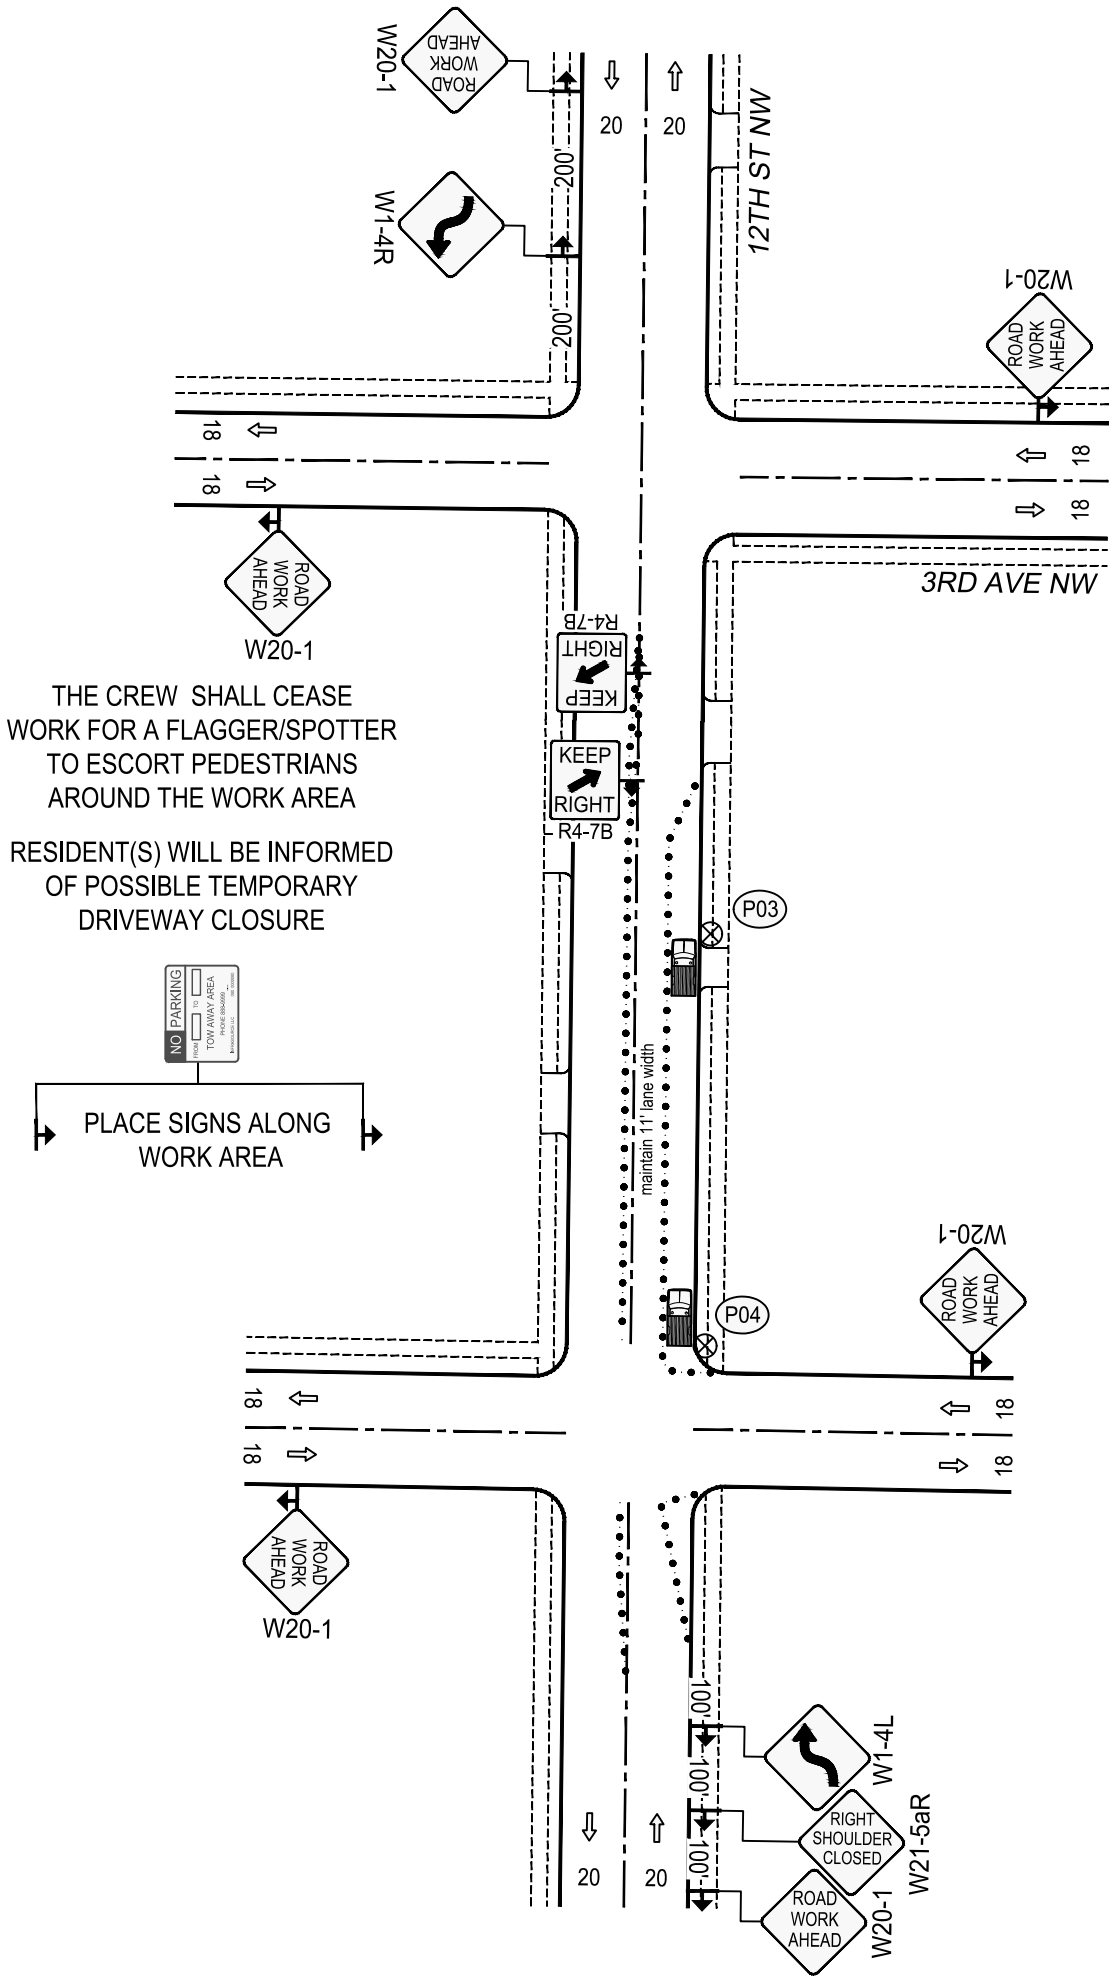 W20-1
ROAD
WORK
AHEAD
200'
20
20
12TH ST NW
W1-4R
200'
W20-1
ROAD
WORK
AHEAD
18
18
18
18
3RD AVE NW
ROAD
WORK
AHEAD
W20-1
R4-7B
KEEP
RIGHT
KEEP
RIGHT
R4-7B
THE CREW SHALL CEASE
WORK FOR A FLAGGER/SPOTTER
TO ESCORT PEDESTRIANS
AROUND THE WORK AREA
RESIDENT(S) WILL BE INFORMED
OF POSSIBLE TEMPORARY
DRIVEWAY CLOSURE
P03
NO PARKING
FROM TO
TOW AWAY AREA
PLACE SIGNS ALONG
WORK AREA
maintain 11' lane width
P04
W20-1
ROAD
WORK
AHEAD
18
18
18
18
ROAD
WORK
AHEAD
W20-1
100'
W1-4L
100'
RIGHT
SHOULDER
CLOSED
W21-5aR
100'
ROAD
WORK
AHEAD
W20-1
20
20